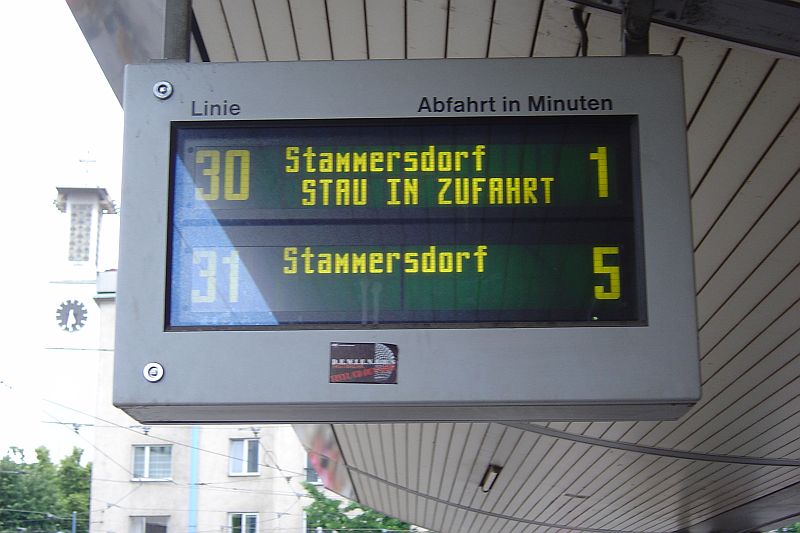 Linie Abfahrt in Minuten
30 Stammersdorf 1
STAU IN ZUFAHRT
31 Stammersdorf 5